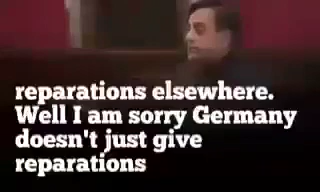 reparations elsewhere.
Well I am sorry Germany
doesn't just give
reparations